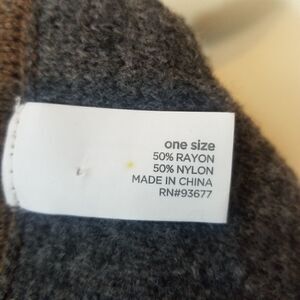 one size
50% RAYON
50% NYLON
MADE IN CHINA
RN#93677